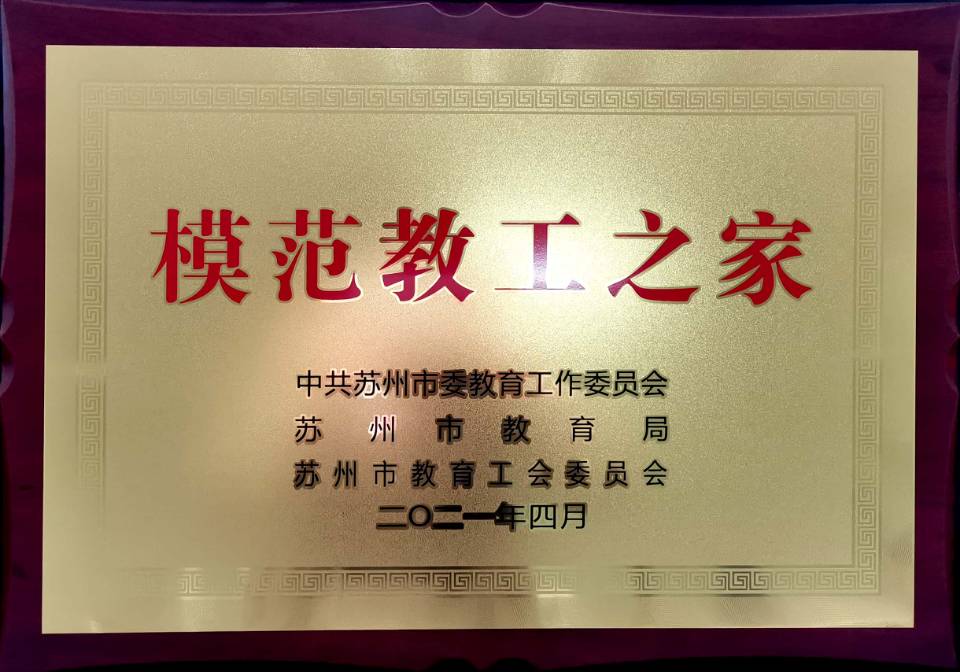 模范教工之家
中共苏州市委教育工作委员会
苏州市教育局
苏州市教育工会委员会
二〇二一年四月